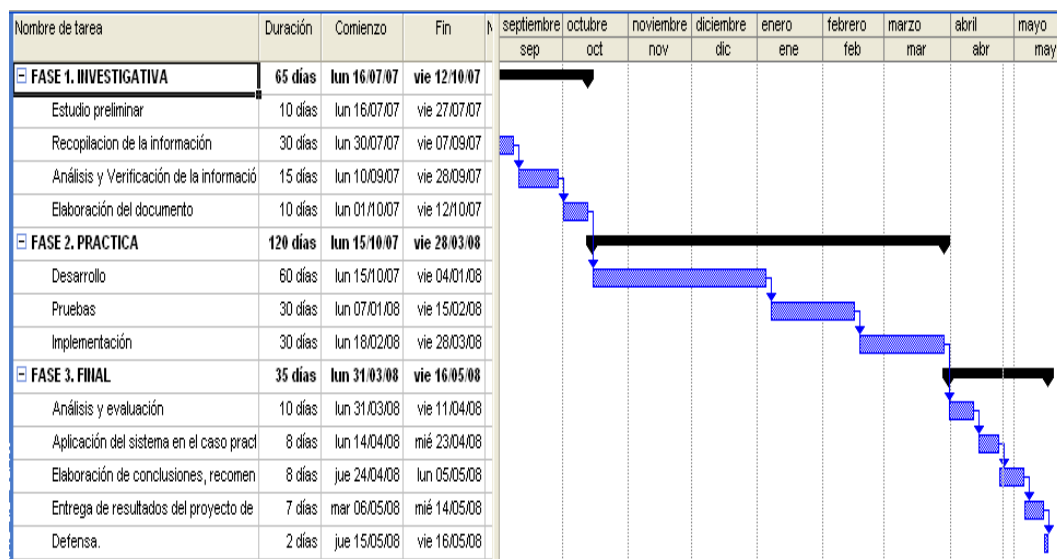 Nombre de tarea Duración Comienzo Fin N septiembre octubre noviembre diciembre enero febrero marzo abril mayo
sep oct nov dic ene feb mar abr may
FASE 1. INVESTIGATIVA 65 días lun 16/07/07 vie 12/10/07
Estudio preliminar 10 días lun 16/07/07 vie 27/07/07
Recopilacion de la información 30 días lun 30/07/07 vie 07/09/07
Análisis y Verificación de la informació 15 días lun 10/09/07 vie 28/09/07
Elaboración del documento 10 días lun 01/10/07 vie 12/10/07
FASE 2. PRACTICA 120 días lun 15/10/07 vie 28/03/08
Desarrollo 60 días lun 15/10/07 vie 04/01/08
Pruebas 30 días lun 07/01/08 vie 15/02/08
Implementación 30 días lun 18/02/08 vie 28/03/08
FASE 3. FINAL 35 días lun 31/03/08 vie 16/05/08
Análisis y evaluación 10 días lun 31/03/08 vie 11/04/08
Aplicación del sistema en el caso pract 8 días lun 14/04/08 mié 23/04/08
Elaboración de conclusiones, recomen 8 días jue 24/04/08 lun 05/05/08
Entrega de resultados del proyecto de 7 días mar 06/05/08 mié 14/05/08
Defensa. 2 días jue 15/05/08 vie 16/05/08